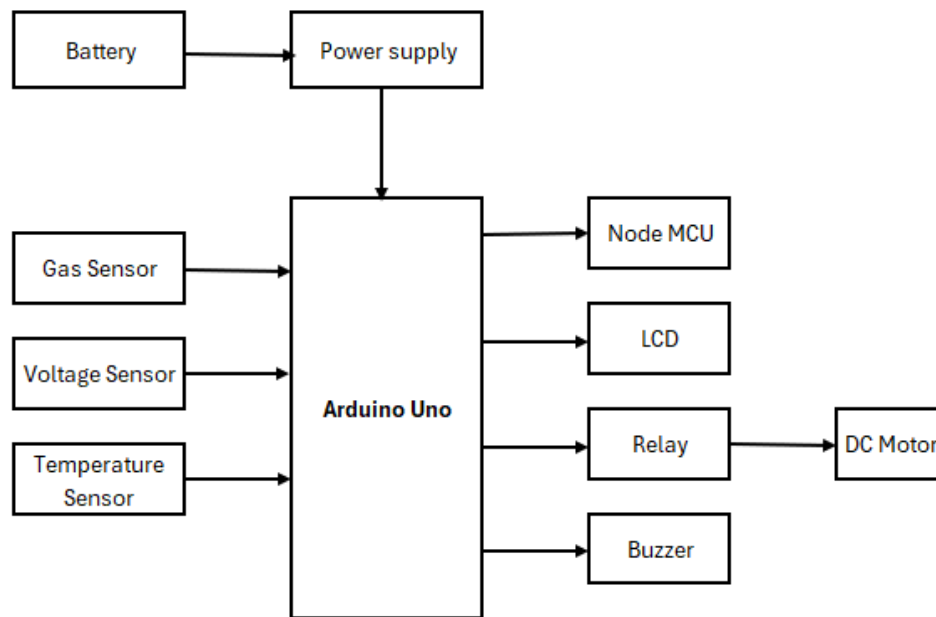 Battery
Power supply
Node MCU
Gas Sensor
LCD
Voltage Sensor
Arduino Uno
Relay
DC Motor
Temperature
Sensor
Buzzer